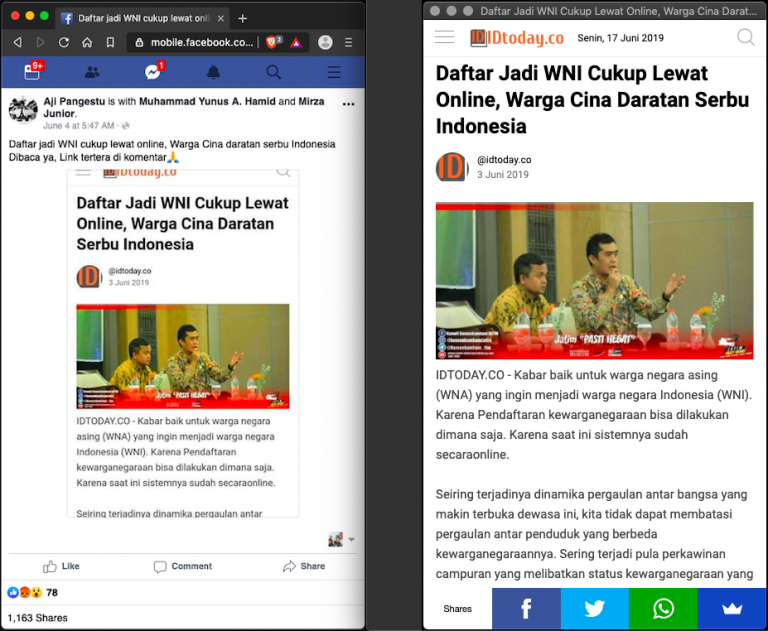 Daftar jadi WNI cukup lewat onli
mobile.facebook.co...
2
9+
1
Aji Pangestu is with Muhammad Yunus A. Hamid and Mirza
Junior.
June 4 at 5:47 AM ·
Daftar jadi WNI cukup lewat online, Warga Cina daratan serbu Indonesia
Dibaca ya, Link tertera di komentar🙏
IDtoday.co
Daftar Jadi WNI Cukup Lewat
Online, Warga Cina Daratan
Serbu Indonesia
ID
@idtoday.co
3 Juni 2019
Jatim "PASTI HEBAT"
IDTODAY.CO - Kabar baik untuk warga negara
asing (WNA) yang ingin menjadi warga negara
Indonesia (WNI). Karena Pendaftaran
kewarganegaraan bisa dilakukan dimana saja.
Karena saat ini sistemnya sudah secaraonline.
Seiring terjadinya dinamika pergaulan antar
Like
Comment
Share
78
1,163 Shares
Daftar Jadi WNI Cukup Lewat Online, Warga Cina Darat...
IDtoday.co
Senin, 17 Juni 2019
Daftar Jadi WNI Cukup Lewat
Online, Warga Cina Daratan Serbu
Indonesia
ID
@idtoday.co
3 Juni 2019
Jatim "PASTI HEBAT"
IDTODAY.CO - Kabar baik untuk warga negara asing
(WNA) yang ingin menjadi warga negara Indonesia (WNI).
Karena Pendaftaran kewarganegaraan bisa dilakukan
dimana saja. Karena saat ini sistemnya sudah
secaraonline.
Seiring terjadinya dinamika pergaulan antar bangsa yang
makin terbuka dewasa ini, kita tidak dapat membatasi
pergaulan antar penduduk yang berbeda
kewarganegaraannya. Sering terjadi pula perkawinan
campuran yang melibatkan status kewarganegaraan yang
Shares